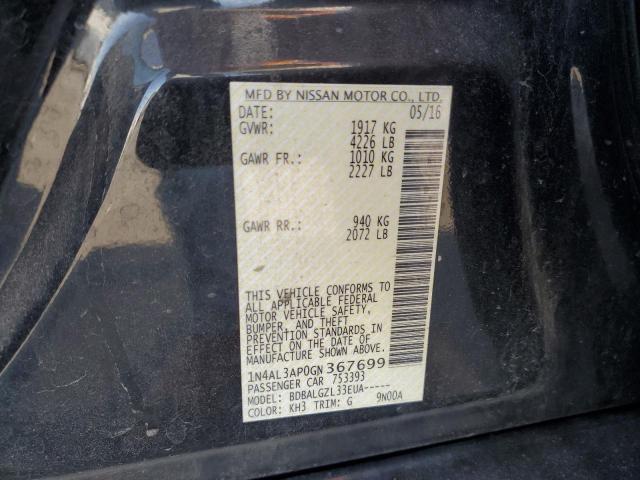 MFD BY NISSAN MOTOR CO., LTD.
DATE: 05/16
GVWR: 1917 KG
4226 LB
GAWR FR.: 1010 KG
2227 LB
GAWR RR.: 940 KG
2072 LB
THIS VEHICLE CONFORMS TO
ALL APPLICABLE FEDERAL
MOTOR VEHICLE SAFETY,
BUMPER, AND THEFT
PREVENTION STANDARDS IN
EFFECT ON THE DATE OF
MANUFACTURE SHOWN ABOVE.
1N4AL3AP0GN367699
PASSENGER CAR 753393
MODEL: BDBALGZL33EUA-----
COLOR: KH3 TRIM: G 9N00A